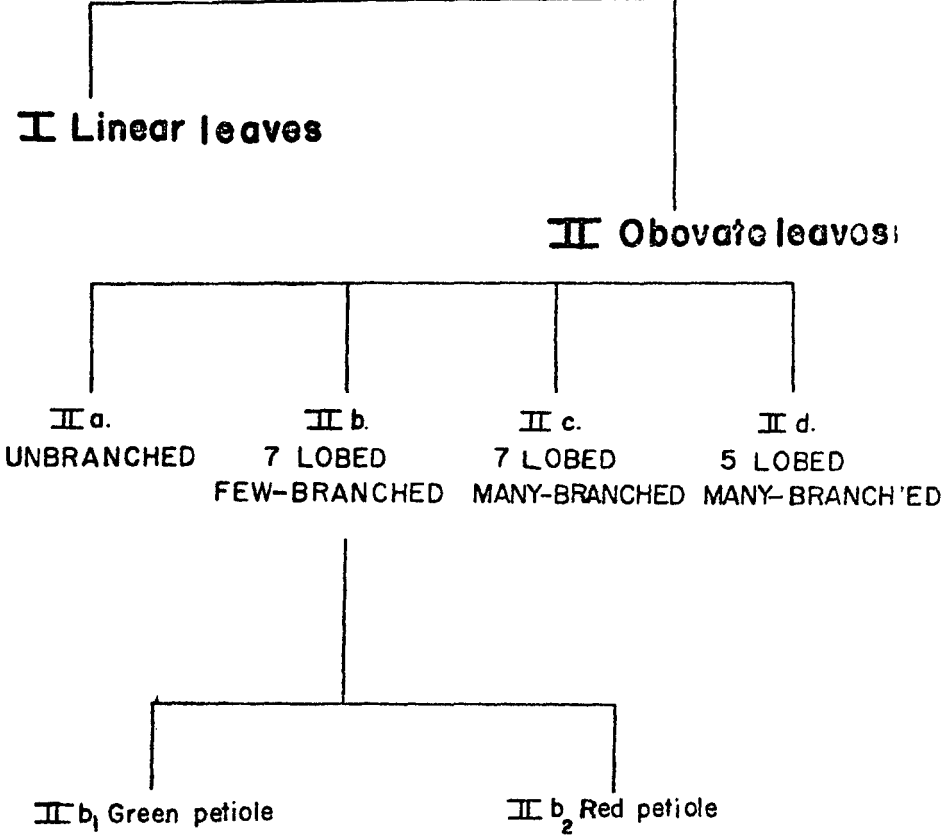 I Linear leaves
II Obovate leaves
II a. II b. II c. II d.
UNBRANCHED 7 LOBED 7 LOBED 5 LOBED
FEW-BRANCHED MANY-BRANCHED MANY-BRANCH'ED
II b₁ Green petiole II b₂ Red petiole